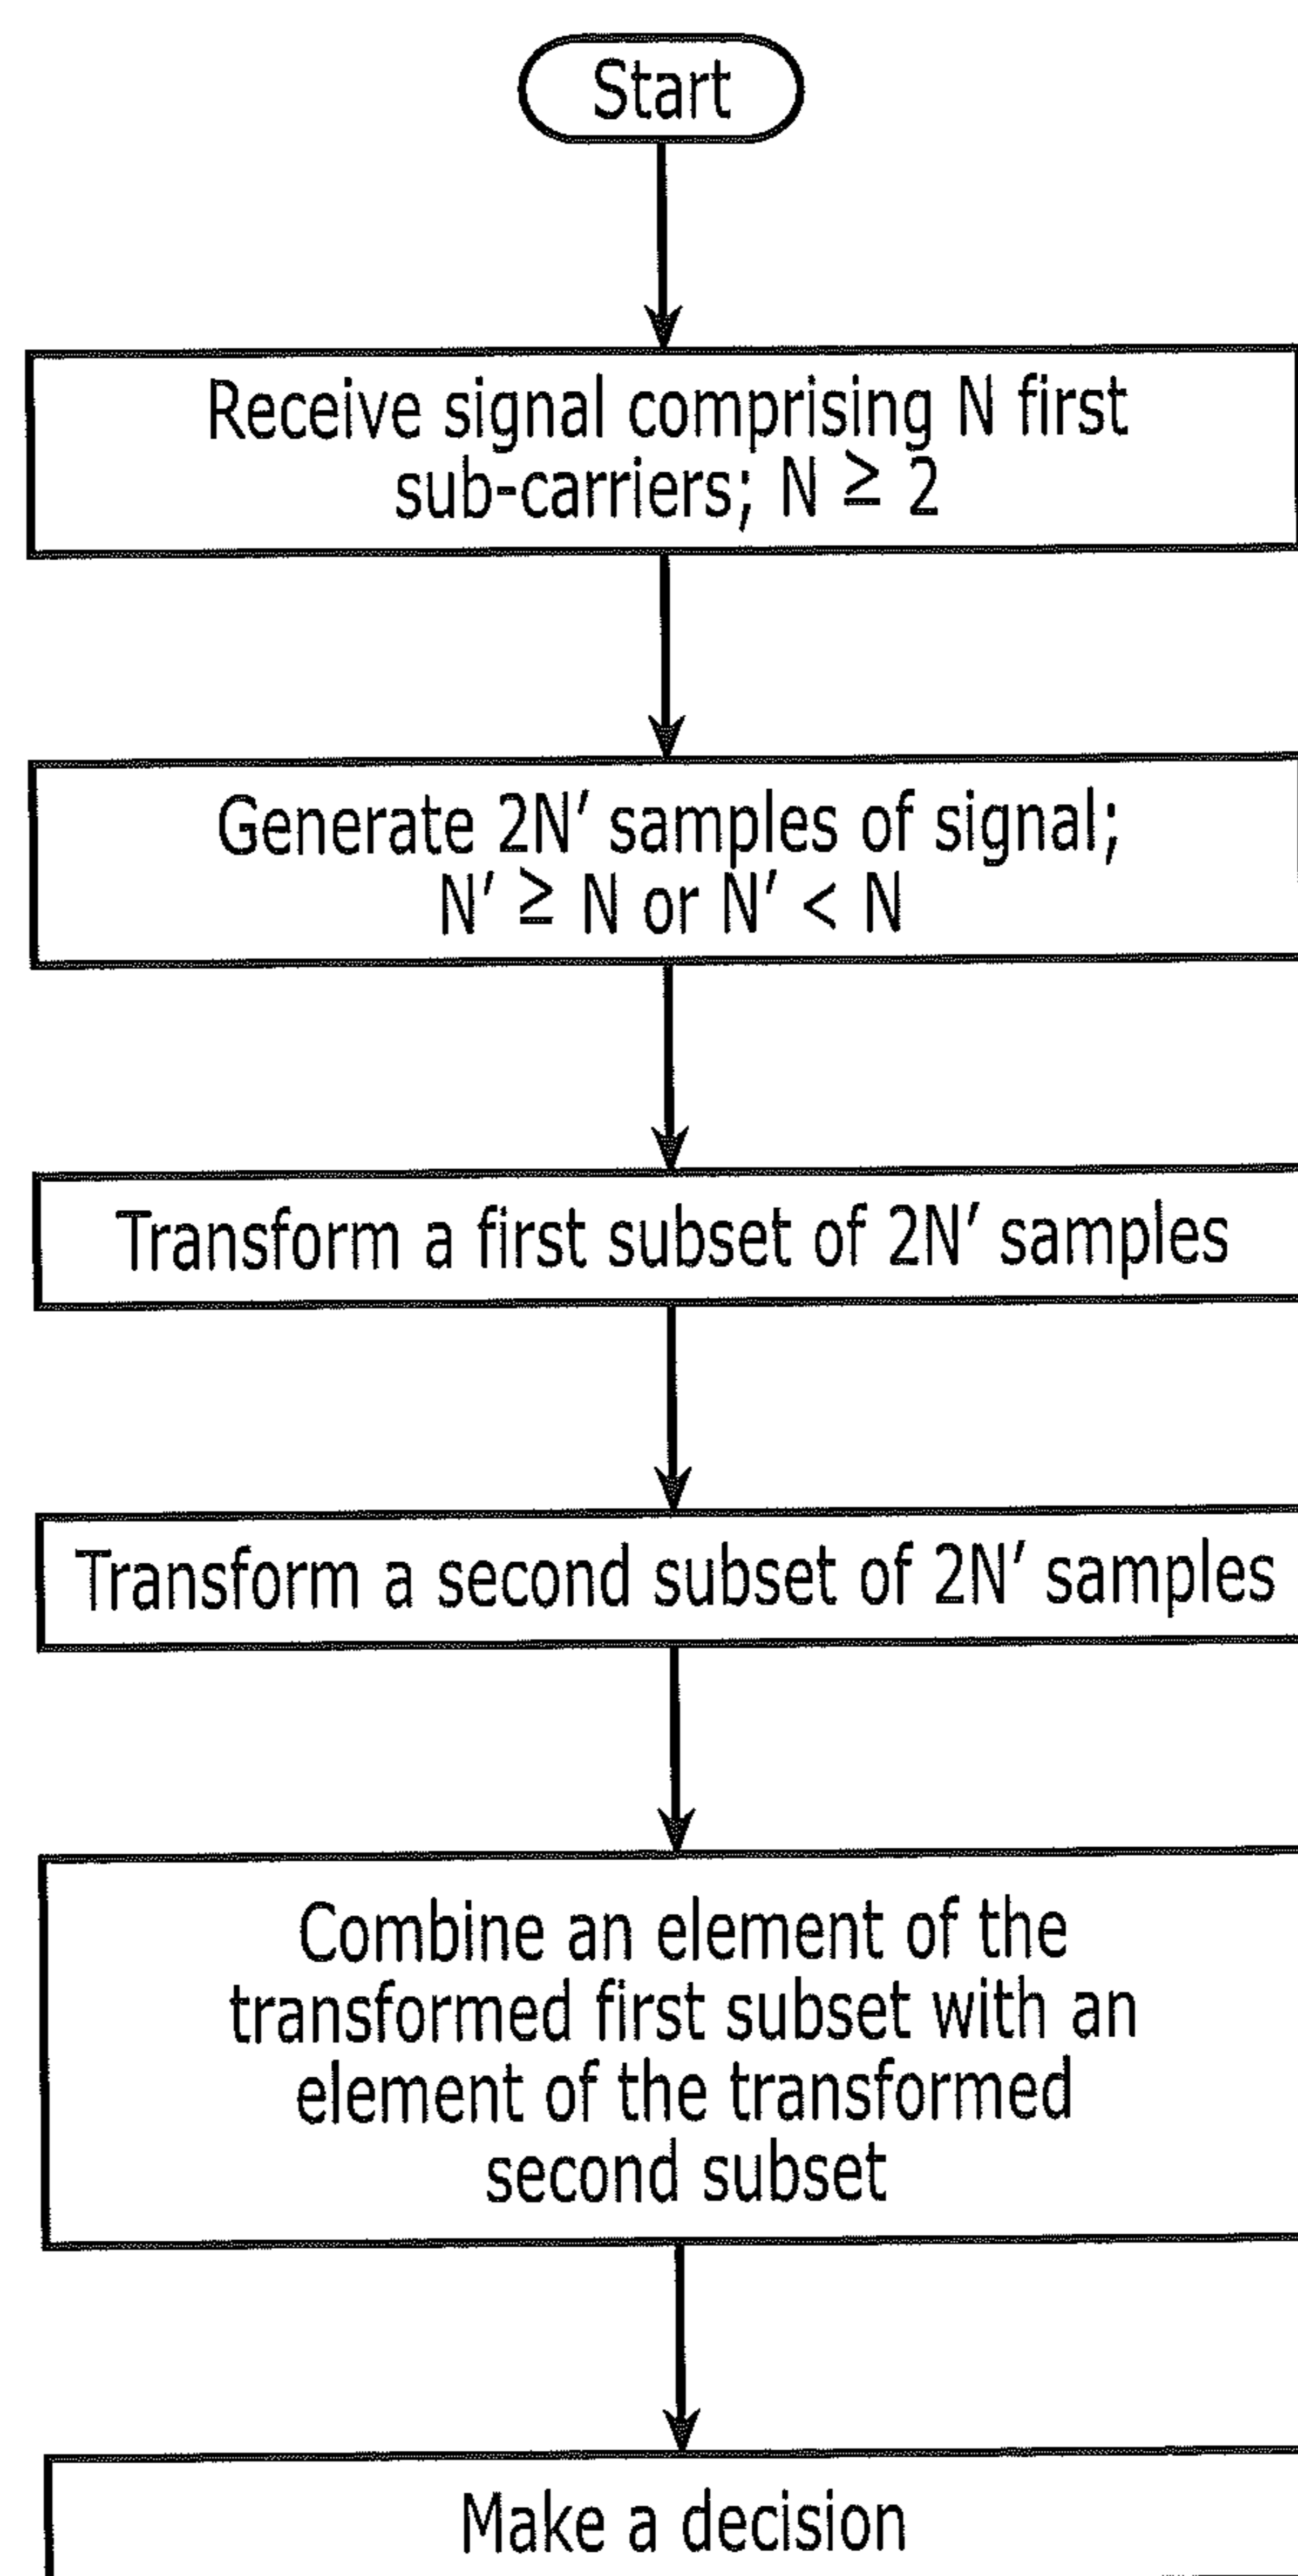 Start
Receive signal comprising N first
sub-carriers; N ≥ 2
Generate 2N′ samples of signal;
N′ ≥ N or N′ < N
Transform a first subset of 2N′ samples
Transform a second subset of 2N′ samples
Combine an element of the
transformed first subset with an
element of the transformed
second subset
Make a decision